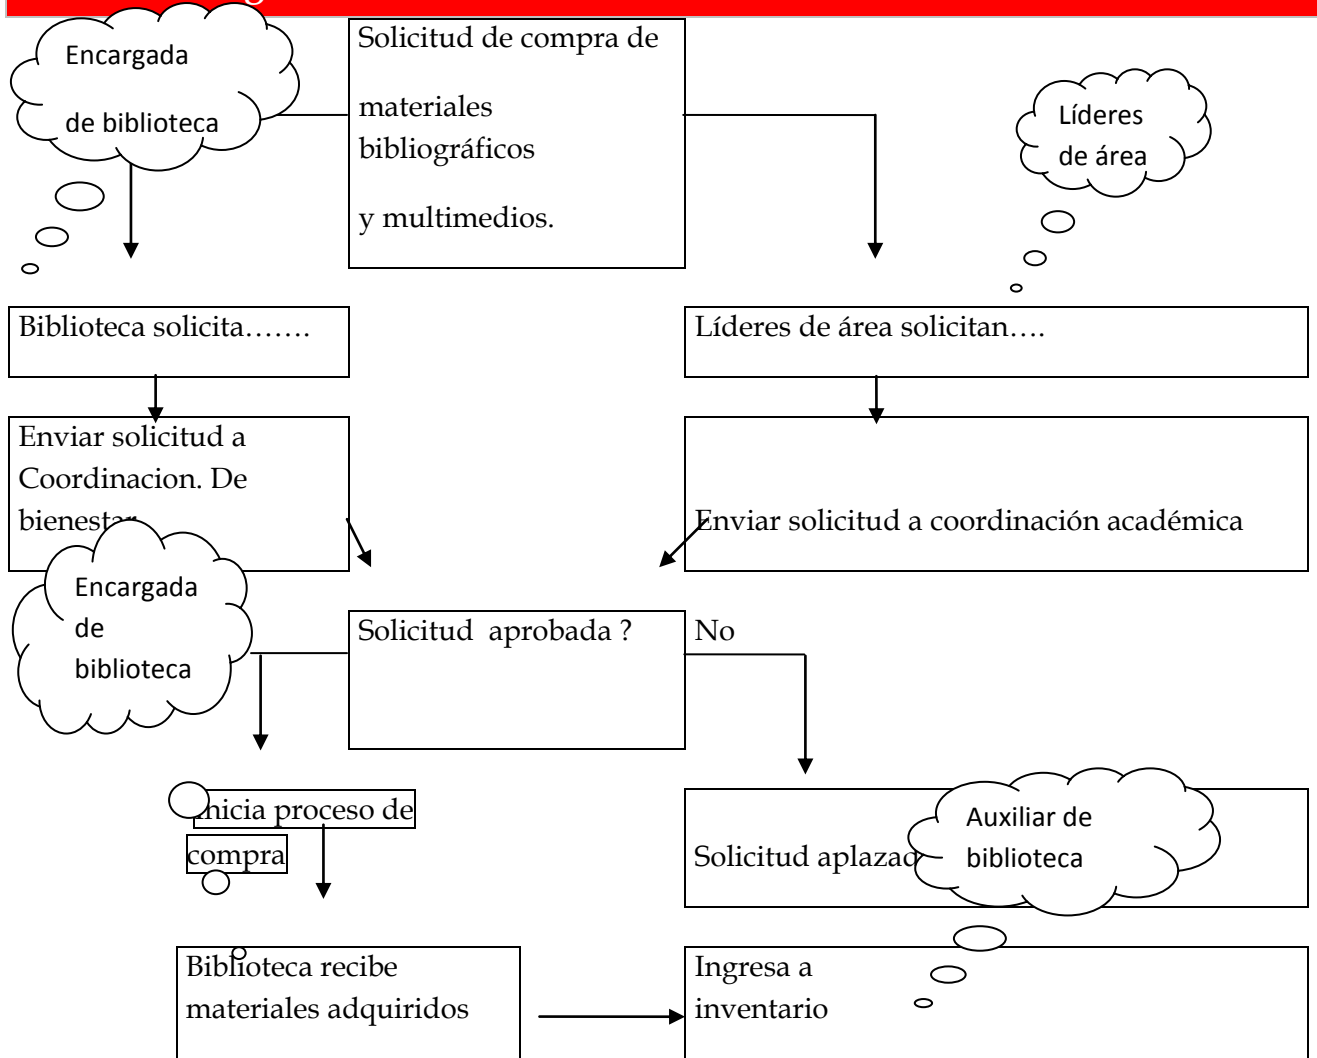 Encargada
de biblioteca
Solicitud de compra de
materiales
bibliográficos
y multimedios.
Líderes
de área
Biblioteca solicita…….
Líderes de área solicitan….
Enviar solicitud a
Coordinacion. De
bienestar
Enviar solicitud a coordinación académica
Encargada
de
biblioteca
Solicitud  aprobada ?
No
Inicia proceso de
compra
Solicitud
Auxiliar de
biblioteca
Biblioteca recibe
materiales adquiridos
Ingresa a
inventario